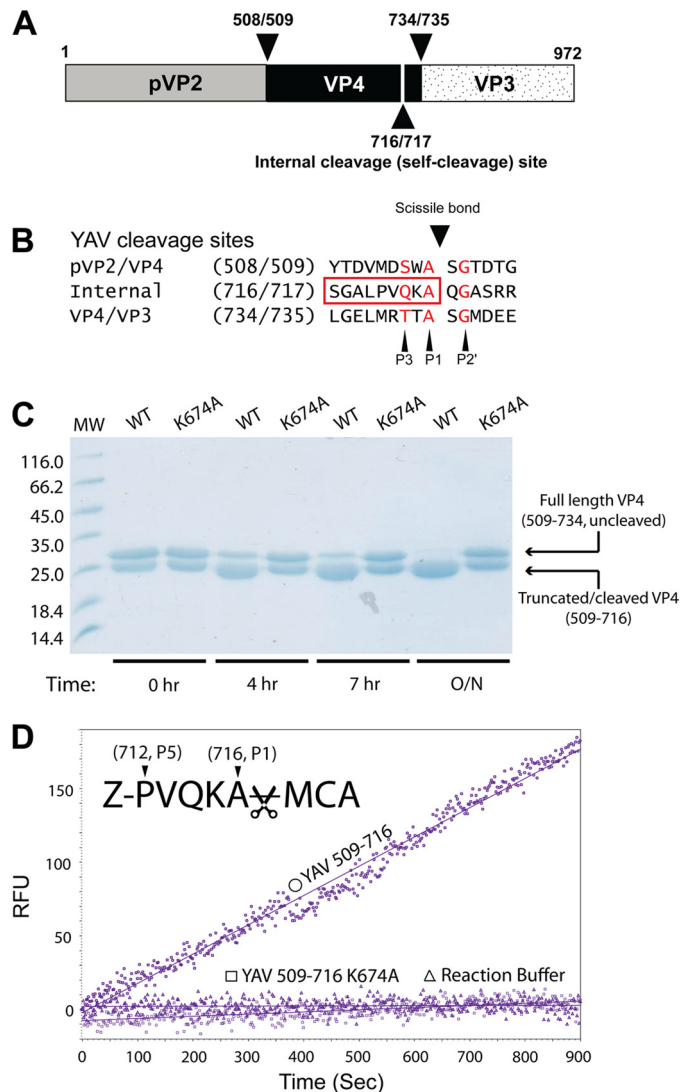 A
508/509 734/735
1 972
pVP2 VP4 VP3
716/717
Internal cleavage (self-cleavage) site
Scissile bond
B YAV cleavage sites
pVP2/VP4 (508/509) YTDVMDSWA SGTDTG
Internal (716/717) SGALPVQKA QGASRR
VP4/VP3 (734/735) LGELMRTTA SGMDEE
P3 P1 P2'
C
MW WT K674A WT K674A WT K674A WT K674A
116.0
66.2
45.0
35.0
25.0
18.4
14.4
Full length VP4
(509-734, uncleaved)
Truncated/cleaved VP4
(509-716)
Time: 0 hr 4 hr 7 hr O/N
D
(712, P5) (716, P1)
Z-PVQKA MCA
YAV 509-716
YAV 509-716 K674A Reaction Buffer
RFU
150
100
50
0
0 100 200 300 400 500 600 700 800 900
Time (Sec)